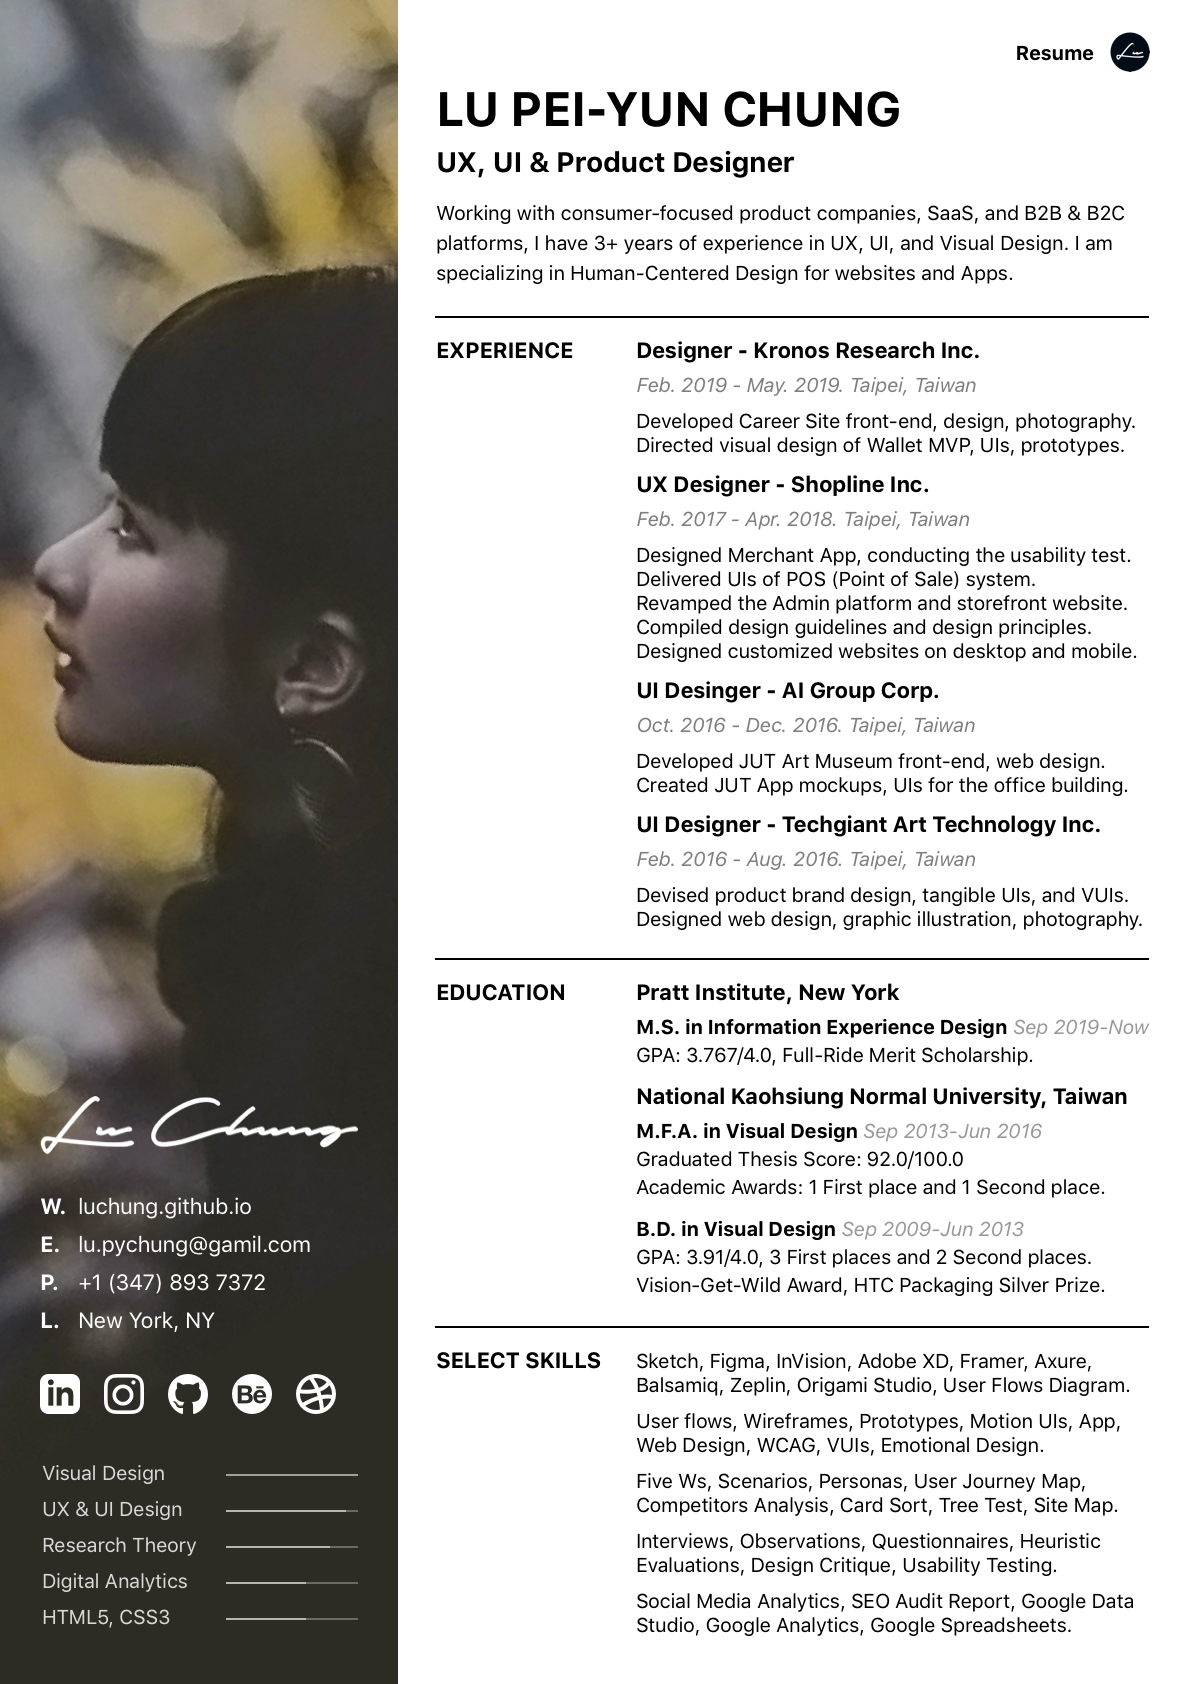 Resume
LU PEI-YUN CHUNG
UX, UI & Product Designer
Working with consumer-focused product companies, SaaS, and B2B & B2C
platforms, I have 3+ years of experience in UX, UI, and Visual Design. I am
specializing in Human-Centered Design for websites and Apps.
EXPERIENCE
Designer - Kronos Research Inc.
Feb. 2019 - May. 2019. Taipei, Taiwan
Developed Career Site front-end, design, photography.
Directed visual design of Wallet MVP, UIs, prototypes.
UX Designer - Shopline Inc.
Feb. 2017 - Apr. 2018. Taipei, Taiwan
Designed Merchant App, conducting the usability test.
Delivered UIs of POS (Point of Sale) system.
Revamped the Admin platform and storefront website.
Compiled design guidelines and design principles.
Designed customized websites on desktop and mobile.
UI Desinger - AI Group Corp.
Oct. 2016 - Dec. 2016. Taipei, Taiwan
Developed JUT Art Museum front-end, web design.
Created JUT App mockups, UIs for the office building.
UI Designer - Techgiant Art Technology Inc.
Feb. 2016 - Aug. 2016. Taipei, Taiwan
Devised product brand design, tangible UIs, and VUIs.
Designed web design, graphic illustration, photography.
EDUCATION
Pratt Institute, New York
M.S. in Information Experience Design Sep 2019-Now
GPA: 3.767/4.0, Full-Ride Merit Scholarship.
National Kaohsiung Normal University, Taiwan
M.F.A. in Visual Design Sep 2013-Jun 2016
Graduated Thesis Score: 92.0/100.0
Academic Awards: 1 First place and 1 Second place.
B.D. in Visual Design Sep 2009-Jun 2013
GPA: 3.91/4.0, 3 First places and 2 Second places.
Vision-Get-Wild Award, HTC Packaging Silver Prize.
SELECT SKILLS
Sketch, Figma, InVision, Adobe XD, Framer, Axure,
Balsamiq, Zeplin, Origami Studio, User Flows Diagram.
User flows, Wireframes, Prototypes, Motion UIs, App,
Web Design, WCAG, VUIs, Emotional Design.
Five Ws, Scenarios, Personas, User Journey Map,
Competitors Analysis, Card Sort, Tree Test, Site Map.
Interviews, Observations, Questionnaires, Heuristic
Evaluations, Design Critique, Usability Testing.
Social Media Analytics, SEO Audit Report, Google Data
Studio, Google Analytics, Google Spreadsheets.
Lu Chung
W. luchung.github.io
E. lu.pychung@gamil.com
P. +1 (347) 893 7372
L. New York, NY
in Bē
Visual Design
UX & UI Design
Research Theory
Digital Analytics
HTML5, CSS3